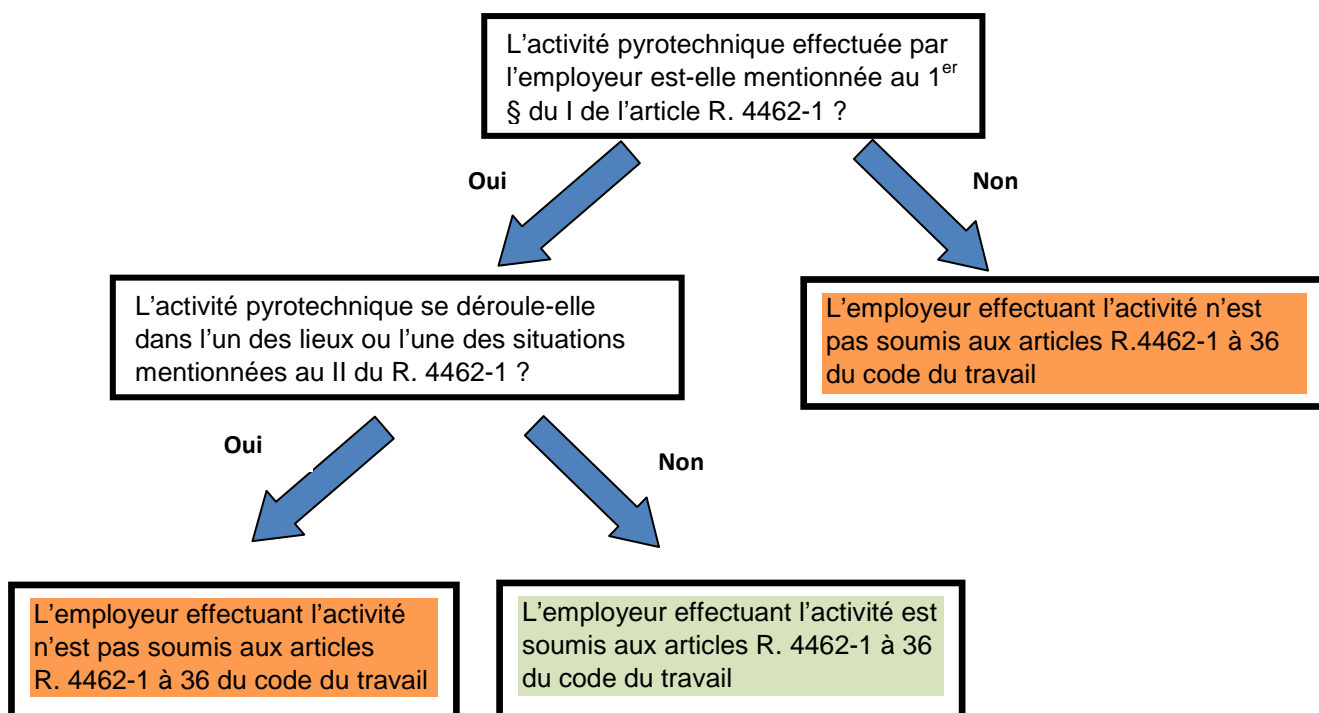 L’activité pyrotechnique effectuée par
l’employeur est-elle mentionnée au 1er
§ du I de l’article R. 4462-1 ?
Oui
Non
L’activité pyrotechnique se déroule-elle
dans l’un des lieux ou l’une des situations
mentionnées au II du R. 4462-1 ?
L’employeur effectuant l’activité n’est
pas soumis aux articles R.4462-1 à 36
du code du travail
Oui
Non
L’employeur effectuant l’activité
n’est pas soumis aux articles
R. 4462-1 à 36 du code du travail
L’employeur effectuant l’activité est
soumis aux articles R. 4462-1 à 36
du code du travail